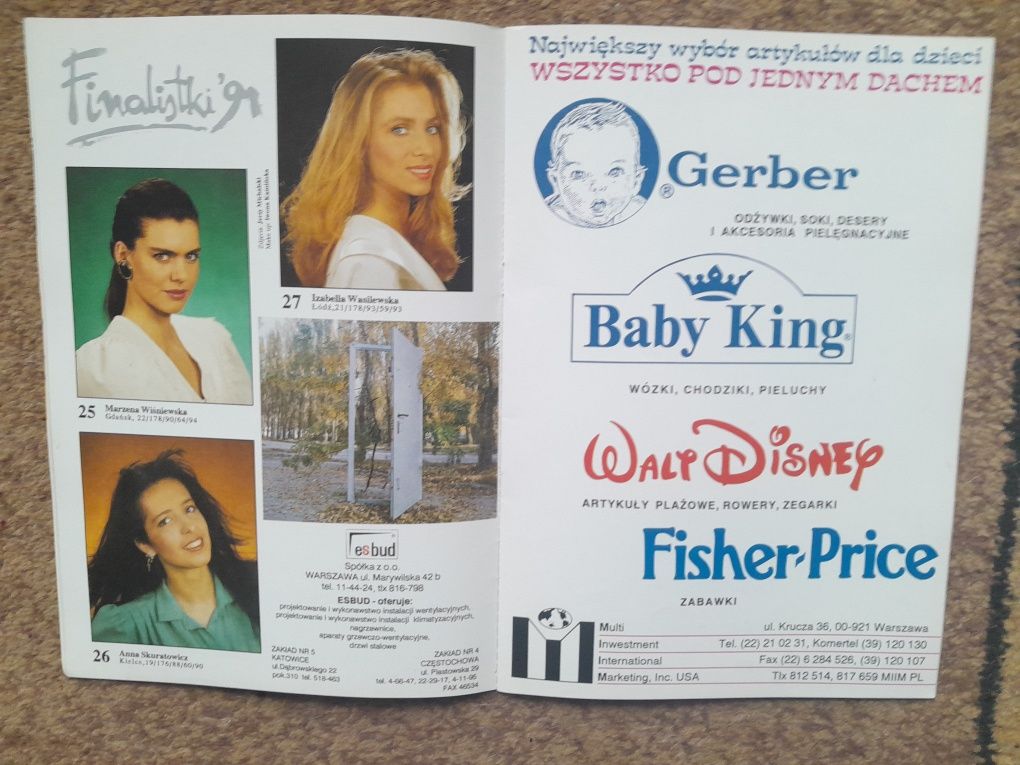 Finalistki '91
Zdjęcia Jerzy Michalski
Make up: Iwona Kamińska
27 Izabella Wasilewska
Łódź, 21/178/93/59/93
25 Marzena Wiśniewska
Gdańsk, 22/178/90/64/94
26 Anna Skuratowicz
Kielce, 19/176/88/60/90
esbud
Spółka z o.o.
WARSZAWA ul. Marywilska 42 b
tel. 11-44-24, tlx 816-798
ESBUD - oferuje:
projektowanie i wykonawstwo instalacji wentylacyjnych,
projektowanie i wykonawstwo instalacji klimatyzacyjnych,
nagrzewnice,
aparaty grzewczo-wentylacyjne,
drzwi stalowe
ZAKŁAD NR 5
KATOWICE
ul.Dąbrowskiego 22
pok.310 tel. 518-463
ZAKŁAD NR 4
CZĘSTOCHOWA
ul. Piastowska 29
tel. 4-66-47, 22-29-17, 4-11-95
FAX 46534
Największy wybór artykułów dla dzieci
WSZYSTKO POD JEDNYM DACHEM
® Gerber
ODŻYWKI, SOKI, DESERY
I AKCESORIA PIELĘGNACYJNE
Baby King®
WÓZKI, CHODZIKI, PIELUCHY
WALT DISNEY
ARTYKUŁY PLAŻOWE, ROWERY, ZEGARKI
Fisher-Price
ZABAWKI
Multi ul. Krucza 36, 00-921 Warszawa
Investment Tel. (22) 21 02 31, Komertel (39) 120 130
International Fax (22) 6 284 526, (39) 120 107
Marketing, Inc. USA Tlx 812 514, 817 659 MIIM PL